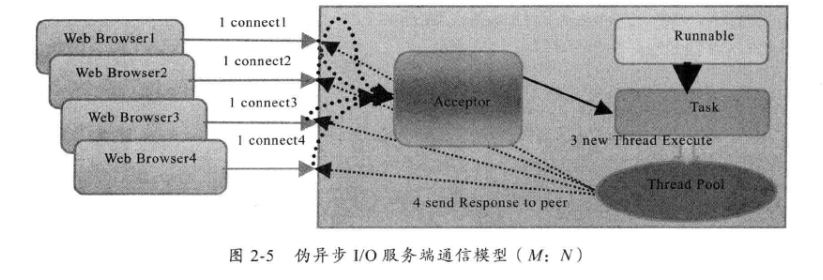 Web Browser1
Web Browser2
Web Browser3
Web Browser4
1 connect1
1 connect2
1 connect3
1 connect4
Acceptor
Runnable
Task
3 new Thread Execute
Thread Pool
4 send Response to peer
图 2-5 伪异步 I/O 服务端通信模型（M：N）